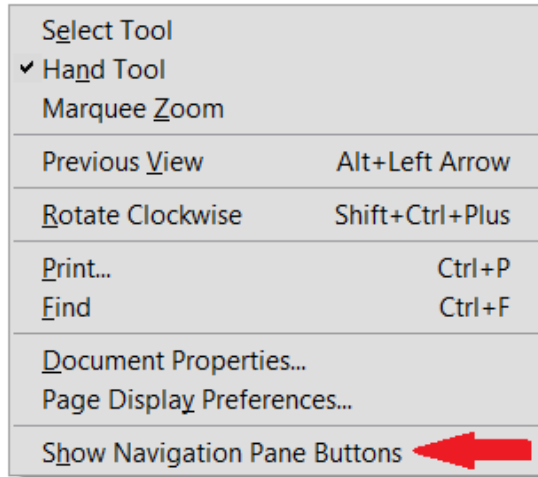 Select Tool
Hand Tool
Marquee Zoom
Previous View Alt+Left Arrow
Rotate Clockwise Shift+Ctrl+Plus
Print... Ctrl+P
Find Ctrl+F
Document Properties...
Page Display Preferences...
Show Navigation Pane Buttons